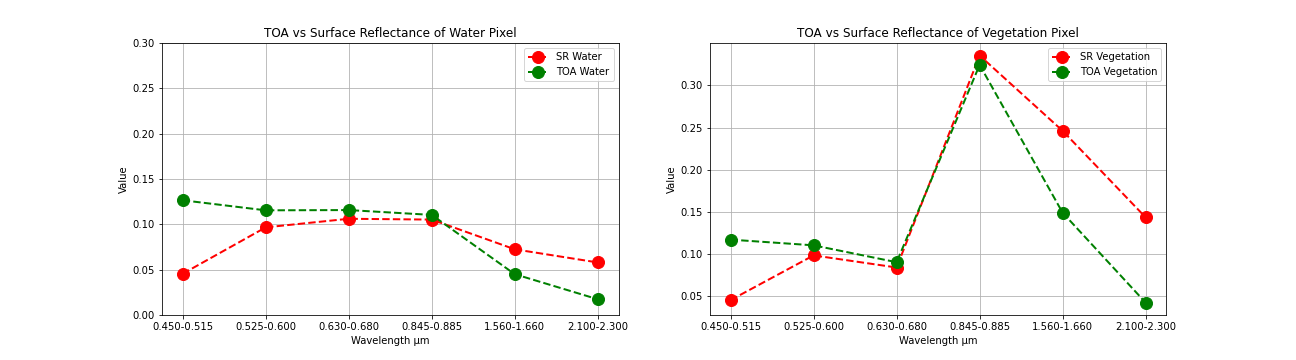 TOA vs Surface Reflectance of Water Pixel
0.30
0.25
0.20
0.15
0.10
0.05
0.00
Value
SR Water
TOA Water
0.450-0.515 0.525-0.600 0.630-0.680 0.845-0.885 1.560-1.660 2.100-2.300
Wavelength μm
TOA vs Surface Reflectance of Vegetation Pixel
0.30
0.25
0.20
0.15
0.10
0.05
Value
SR Vegetation
TOA Vegetation
0.450-0.515 0.525-0.600 0.630-0.680 0.845-0.885 1.560-1.660 2.100-2.300
Wavelength μm